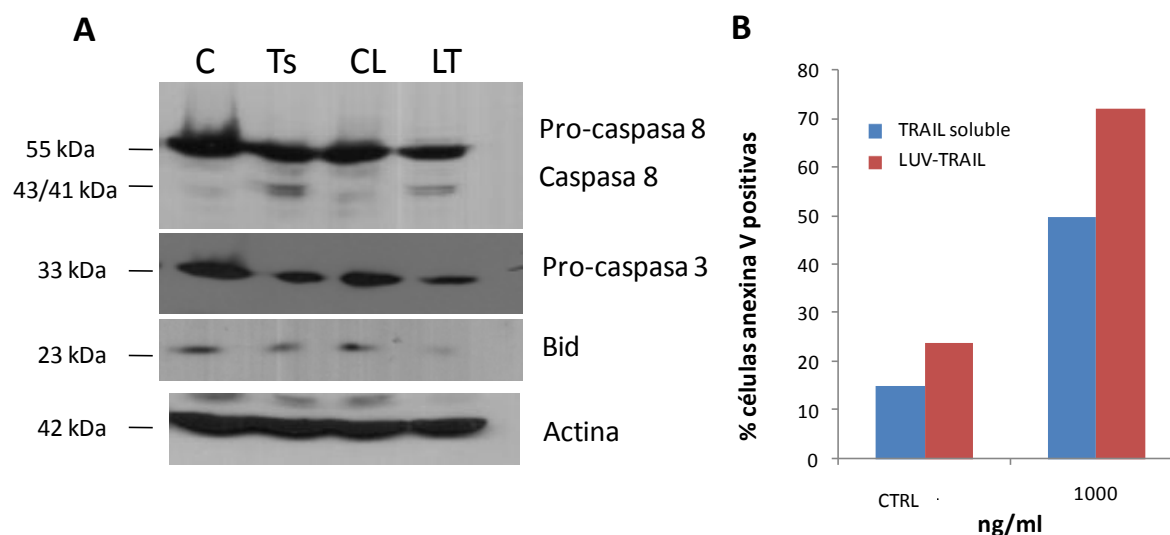 A
C Ts CL LT
55 kDa
43/41 kDa
33 kDa
23 kDa
42 kDa
Pro-caspasa 8
Caspasa 8
Pro-caspasa 3
Bid
Actina
B
% células anexina V positivas
80
70
60
50
40
30
20
10
0
TRAIL soluble
LUV-TRAIL
CTRL . 1000
ng/ml